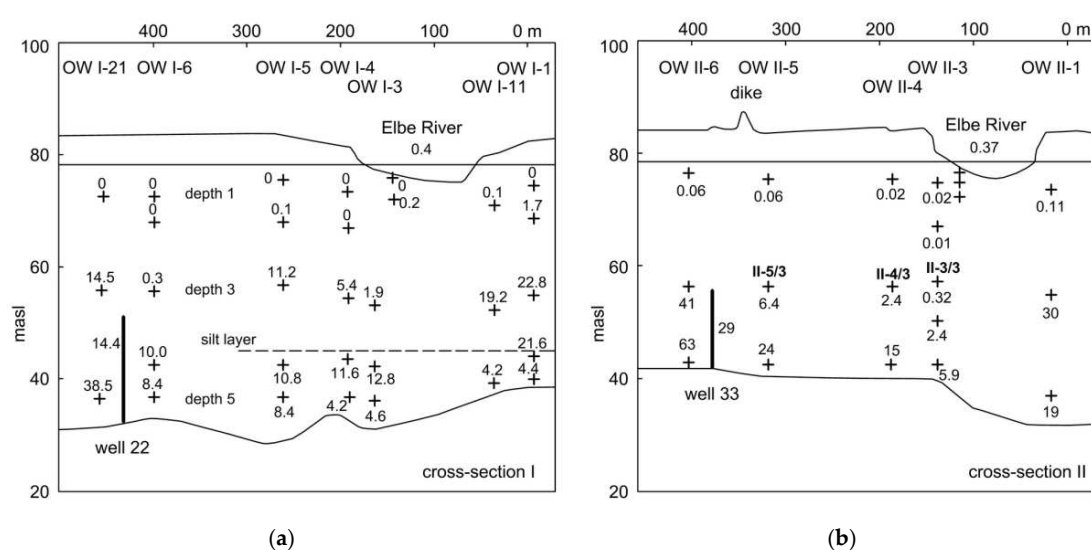 400 300 200 100 0 m
100
OW I-21 OW I-6 OW I-5 OW I-4 OW I-1
OW I-3 OW I-11
Elbe River
0.4
80
0 0 0 0 0 0
depth 1
0.1 0.2 1.7
0 0.1 0
60
14.5 0.3 depth 3 11.2 5.4 1.9 19.2 22.8
masl
14.4
silt layer
21.6
10.0 10.8 11.6 12.8 4.2 4.4
40
38.5 8.4 depth 5 8.4 4.2 4.6
well 22
cross-section I
20
(a)
400 300 200 100 0 m
100
OW II-6 OW II-5 OW II-3 OW II-1
dike OW II-4
Elbe River
0.37
80
0.06 0.06 0.02 0.02 0.11
0.01
60
II-5/3 II-4/3 II-3/3
41 6.4 2.4 0.32 30
masl
29
2.4
63 24 15 5.9
40
19
well 33
cross-section II
20
(b)